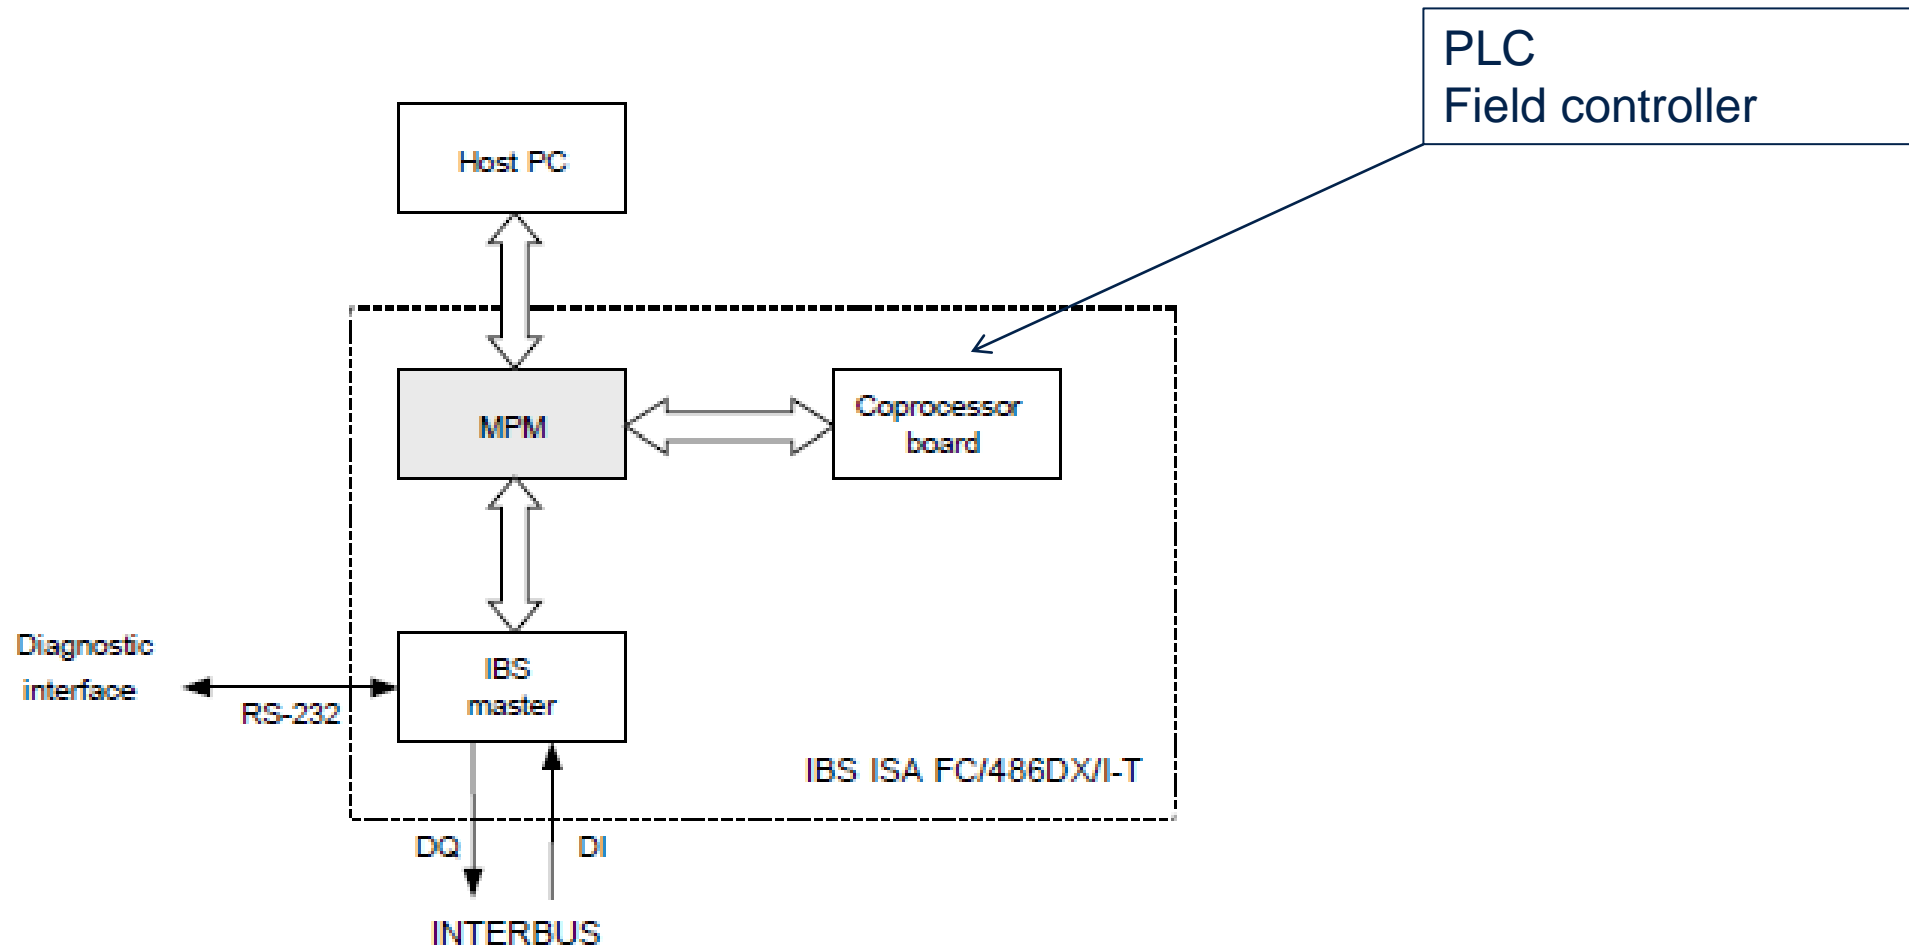 PLC
Field controller
Host PC
MPM
Coprocessor
board
Diagnostic
interface
RS-232
IBS
master
IBS ISA FC/486DX/I-T
DQ
DI
INTERBUS